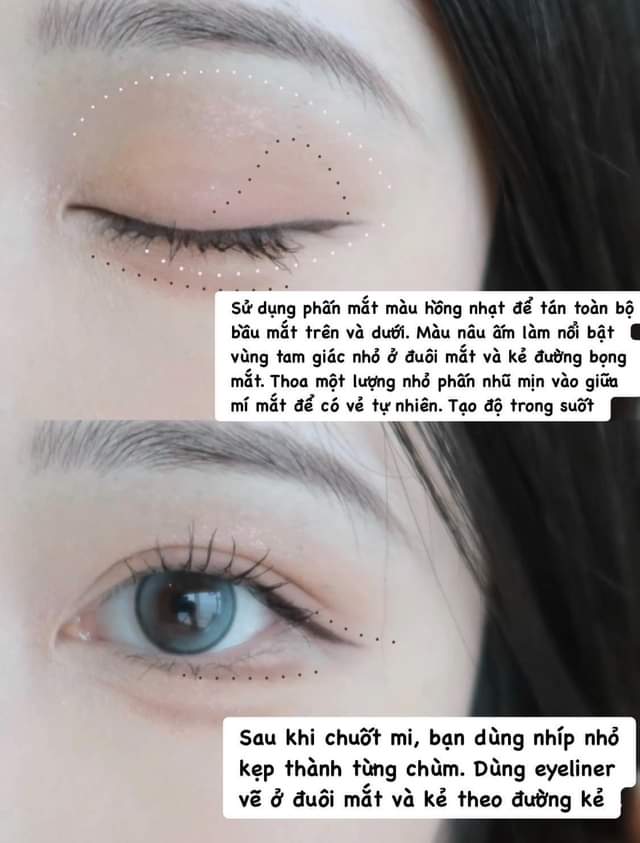 Sử dụng phấn mắt màu hồng nhạt để tán toàn bộ
bầu mắt trên và dưới. Màu nâu ấm làm nổi bật
vùng tam giác nhỏ ở đuôi mắt và kẻ đường bọng
mắt. Thoa một lượng nhỏ phấn nhũ mịn vào giữa
mí mắt để có vẻ tự nhiên. Tạo độ trong suốt
Sau khi chuốt mi, bạn dùng nhíp nhỏ
kẹp thành từng chùm. Dùng eyeliner
vẽ ở đuôi mắt và kẻ theo đường kẻ